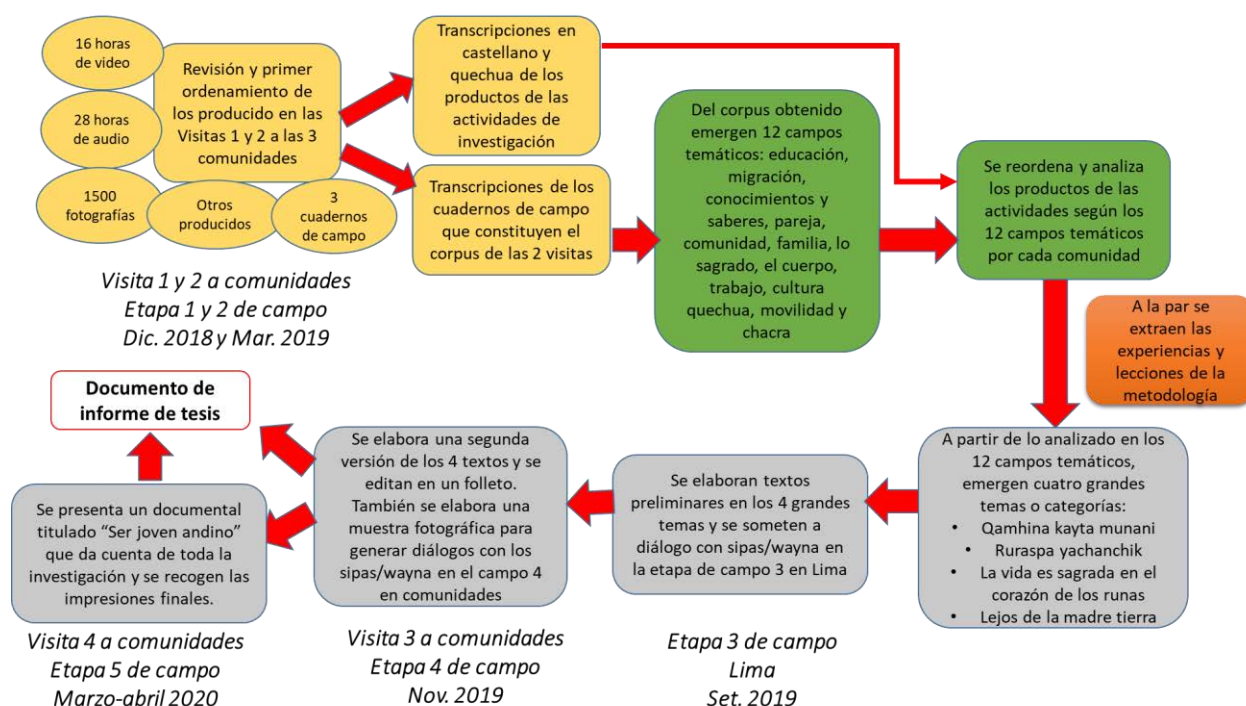 16 horas
de video
28 horas
de audio
1500
fotografías
Otros
producidos
3
cuadernos
de campo
Revisión y primer
ordenamiento de
los producido en las
Visitas 1 y 2 a las 3
comunidades
Visita 1 y 2 a comunidades
Etapa 1 y 2 de campo
Dic. 2018 y Mar. 2019
Transcripciones en
castellano y
quechua de los
productos de las
actividades de
investigación
Transcripciones de los
cuadernos de campo
que constituyen el
corpus de las 2 visitas
Del corpus obtenido
emergen 12 campos
temáticos: educación,
migración,
conocimientos y
saberes, pareja,
comunidad, familia, lo
sagrado, el cuerpo,
trabajo, cultura
quechua, movilidad y
chacra
Se reordena y analiza
los productos de las
actividades según los
12 campos temáticos
por cada comunidad
A la par se
extraen las
experiencias y
lecciones de la
metodología
A partir de lo analizado en los
12 campos temáticos,
emergen cuatro grandes
temas o categorías:
• Qamhina kayta munani
• Ruraspa yachanchik
• La vida es sagrada en el
corazón de los runas
• Lejos de la madre tierra
Se elaboran textos
preliminares en los 4 grandes
temas y se someten a
diálogo con sipas/wayna en
la etapa de campo 3 en Lima
Etapa 3 de campo
Lima
Set. 2019
Se elabora una segunda
versión de los 4 textos y se
editan en un folleto.
También se elabora una
muestra fotográfica para
generar diálogos con los
sipas/wayna en el campo 4
en comunidades
Visita 3 a comunidades
Etapa 4 de campo
Nov. 2019
Se presenta un documental
titulado “Ser joven andino”
que da cuenta de toda la
investigación y se recogen las
impresiones finales.
Visita 4 a comunidades
Etapa 5 de campo
Marzo-abril 2020
Documento de
informe de tesis